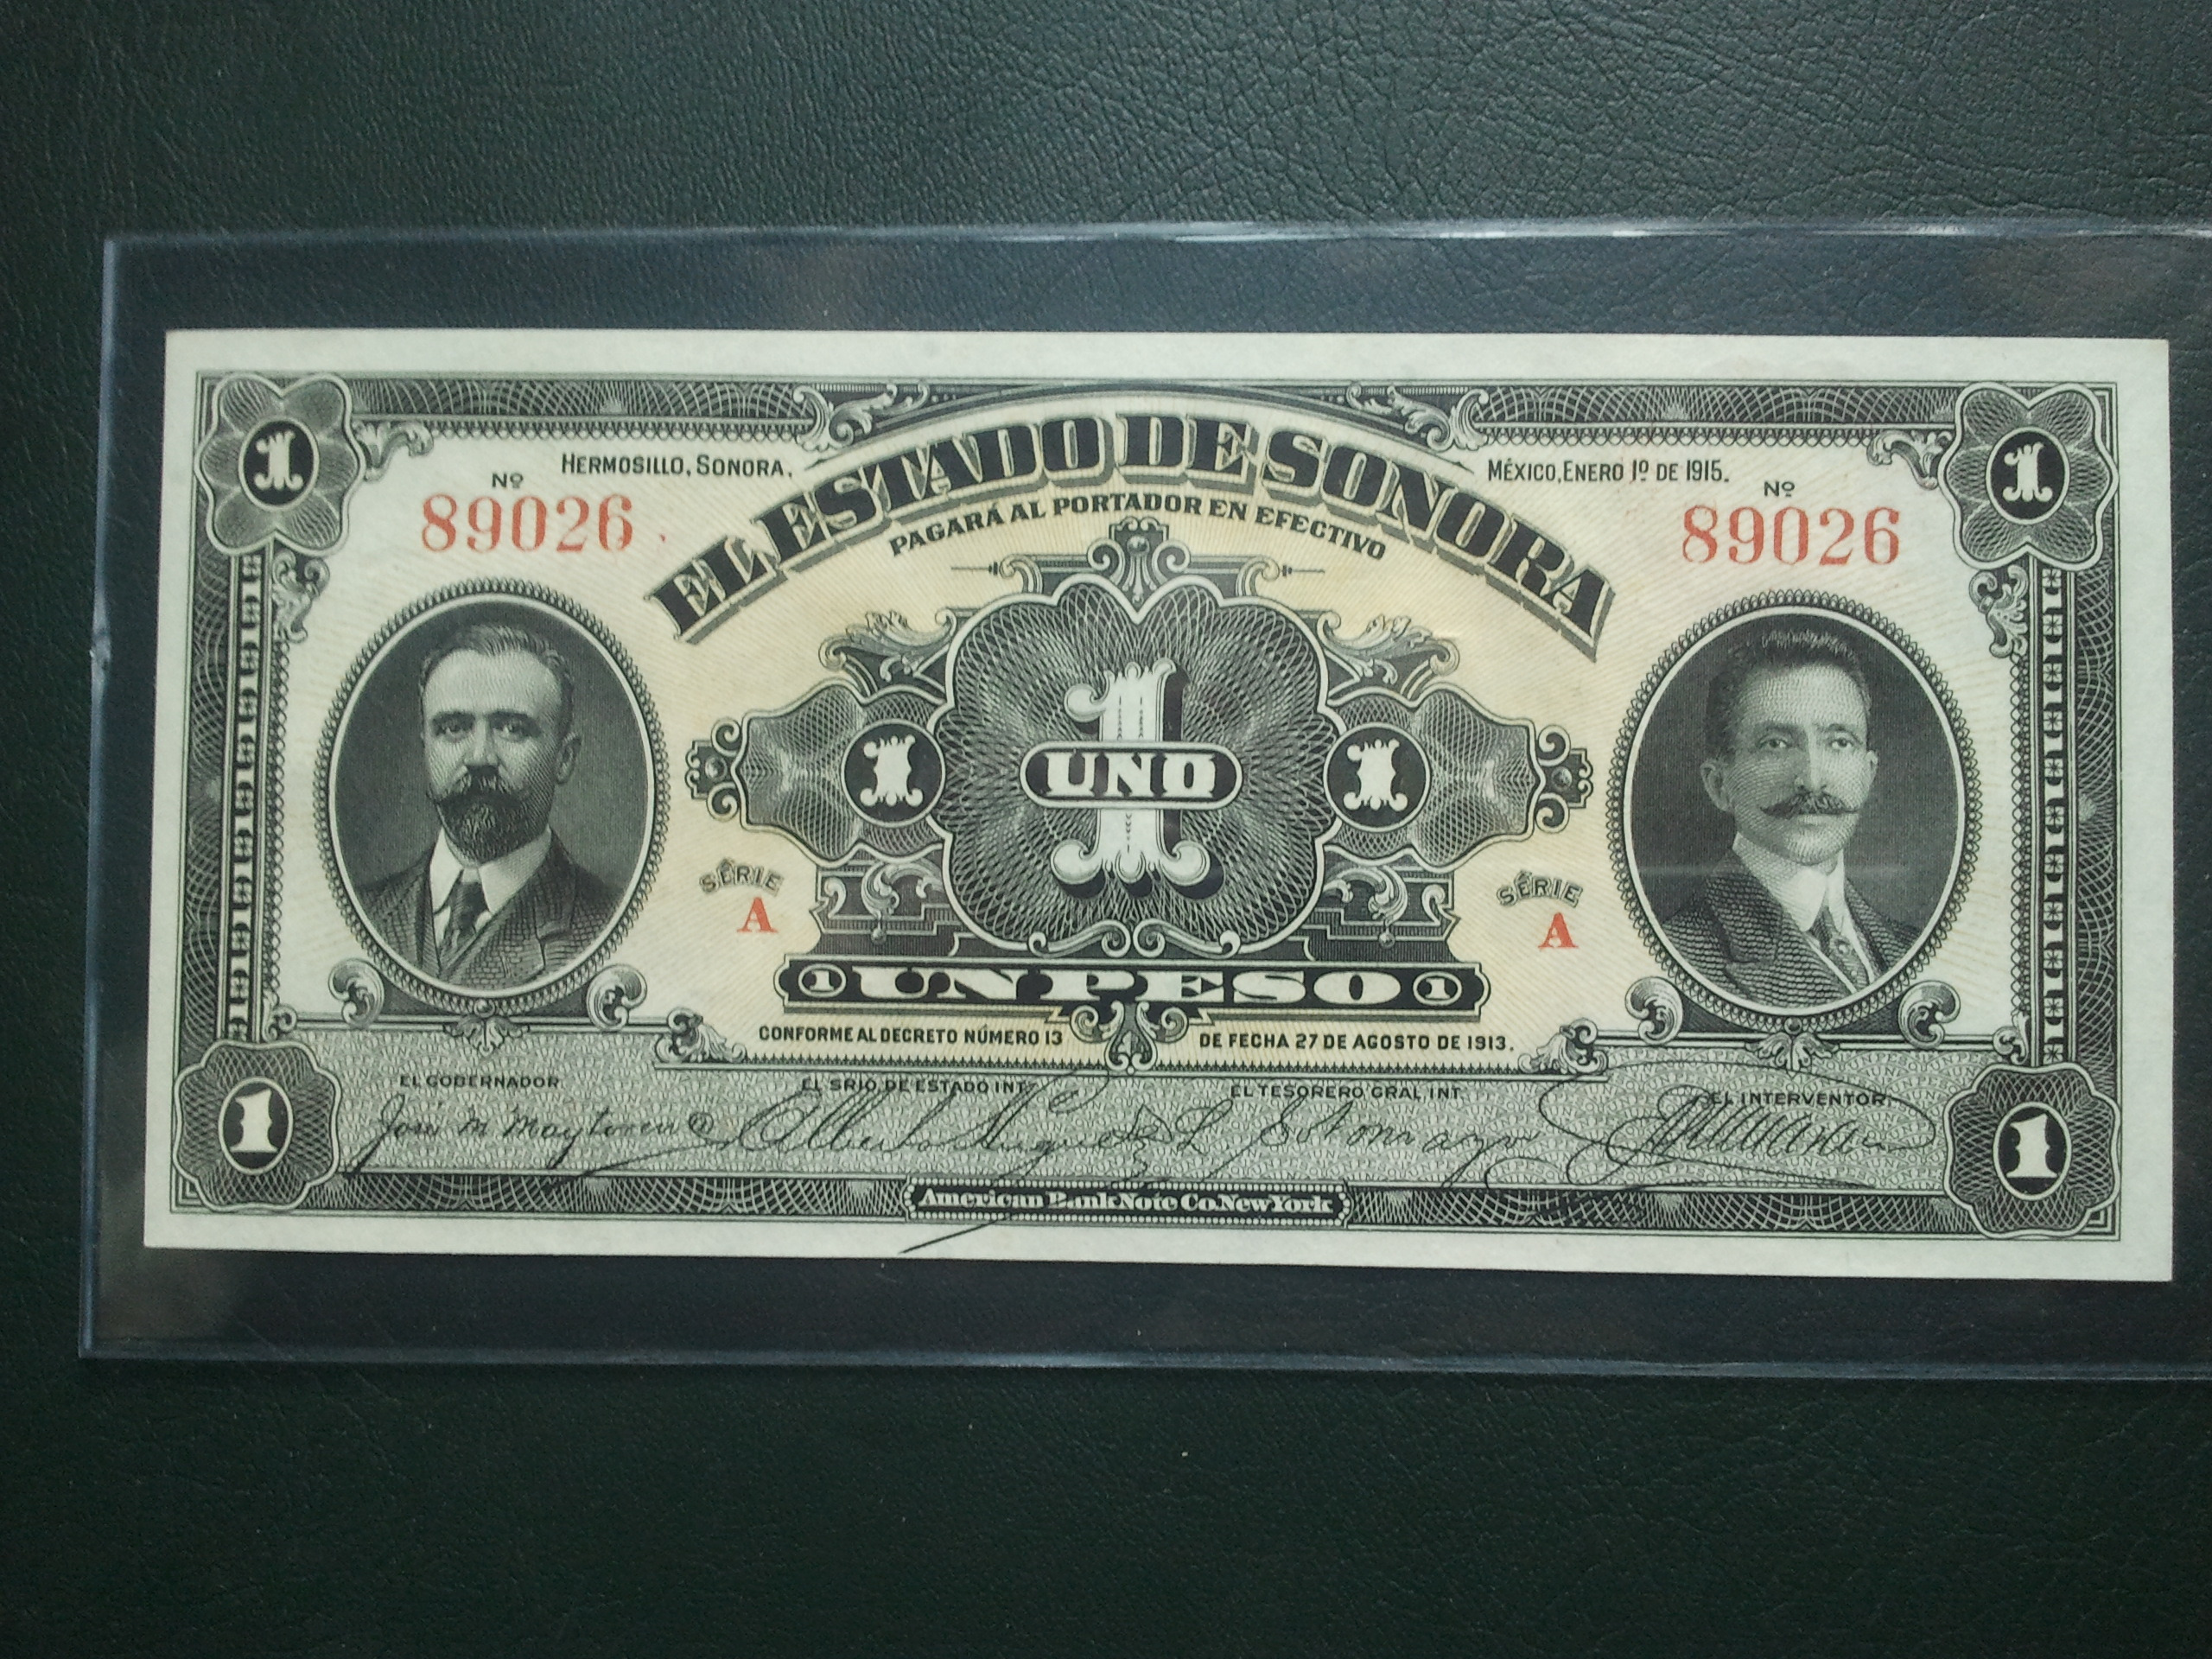 1
1
Nº
HERMOSILLO, SONORA.
EL ESTADO DE SONORA
MÉXICO, ENERO 1º DE 1915.
Nº
89026
PAGARÁ AL PORTADOR EN EFECTIVO
89026
1
1
UNO
1
SÉRIE
A
SÉRIE
A
1 UN PESO 1
CONFORME AL DECRETO NÚMERO 13
DE FECHA 27 DE AGOSTO DE 1913.
EL GOBERNADOR
EL SRIO. DE ESTADO INT.
EL TESORERO GRAL. INT.
EL INTERVENTOR
José M Maytorena
1
1
American Bank Note Co. New York